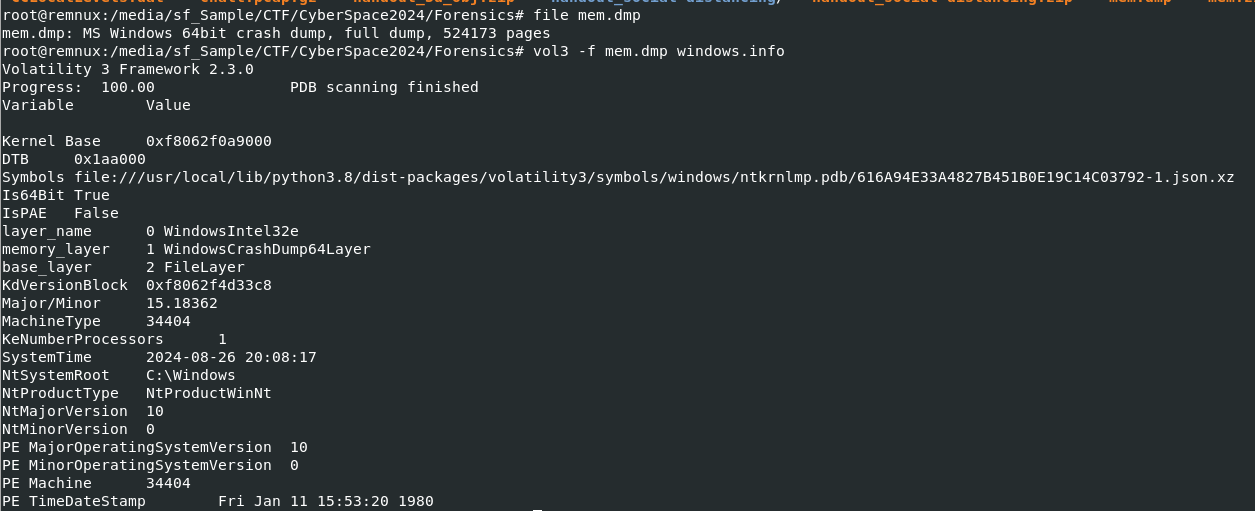 root@remnux:/media/sf_Sample/CTF/CyberSpace2024/Forensics# file mem.dmp
mem.dmp: MS Windows 64bit crash dump, full dump, 524173 pages
root@remnux:/media/sf_Sample/CTF/CyberSpace2024/Forensics# vol3 -f mem.dmp windows.info
Volatility 3 Framework 2.3.0
Progress:  100.00               PDB scanning finished
Variable        Value
Kernel Base     0xf8062f0a9000
DTB     0x1aa000
Symbols file:///usr/local/lib/python3.8/dist-packages/volatility3/symbols/windows/ntkrnlmp.pdb/616A94E33A4827B451B0E19C14C03792-1.json.xz
Is64Bit True
IsPAE   False
layer_name      0 WindowsIntel32e
memory_layer    1 WindowsCrashDump64Layer
base_layer      2 FileLayer
KdVersionBlock  0xf8062f4d33c8
Major/Minor     15.18362
MachineType     34404
KeNumberProcessors      1
SystemTime      2024-08-26 20:08:17
NtSystemRoot    C:\Windows
NtProductType   NtProductWinNt
NtMajorVersion  10
NtMinorVersion  0
PE MajorOperatingSystemVersion  10
PE MinorOperatingSystemVersion  0
PE Machine      34404
PE TimeDateStamp        Fri Jan 11 15:53:20 1980